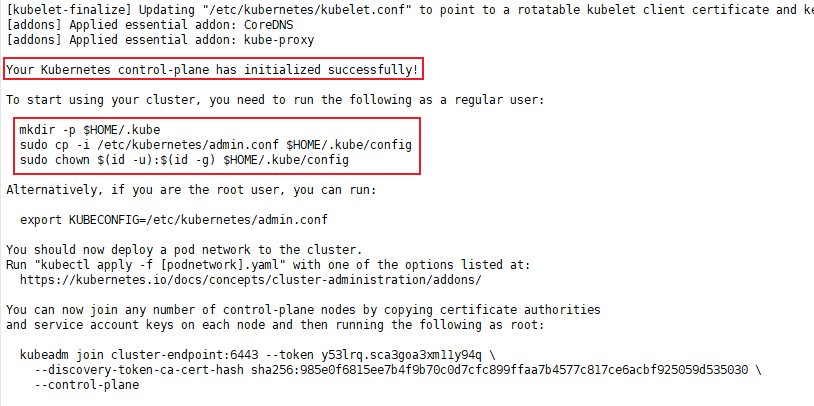 [kubelet-finalize] Updating "/etc/kubernetes/kubelet.conf" to point to a rotatable kubelet client certificate and
[addons] Applied essential addon: CoreDNS
[addons] Applied essential addon: kube-proxy
Your Kubernetes control-plane has initialized successfully!
To start using your cluster, you need to run the following as a regular user:
mkdir -p $HOME/.kube
sudo cp -i /etc/kubernetes/admin.conf $HOME/.kube/config
sudo chown $(id -u):$(id -g) $HOME/.kube/config
Alternatively, if you are the root user, you can run:
export KUBECONFIG=/etc/kubernetes/admin.conf
You should now deploy a pod network to the cluster.
Run "kubectl apply -f [podnetwork].yaml" with one of the options listed at:
https://kubernetes.io/docs/concepts/cluster-administration/addons/
You can now join any number of control-plane nodes by copying certificate authorities
and service account keys on each node and then running the following as root:
kubeadm join cluster-endpoint:6443 --token y53lrq.sca3goa3xm11y94q \
--discovery-token-ca-cert-hash sha256:985e0f6815ee7b4f9b70c0d7cfc899ffaa7b4577c817ce6acbf925059d535030 \
--control-plane